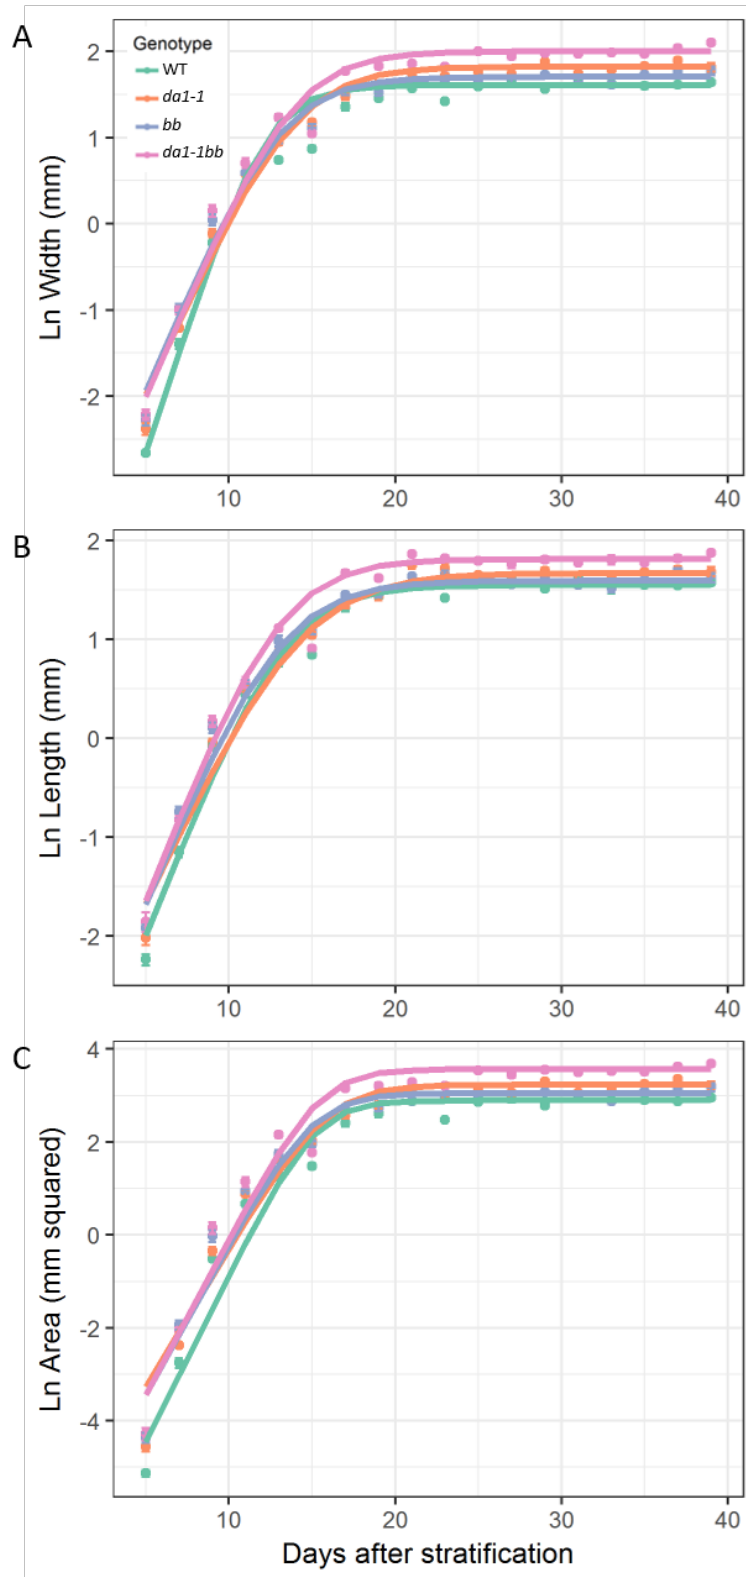 A
Genotype
WT
da1-1
bb
da1-1bb
Ln Width (mm)
2
1
0
-1
-2
10 20 30 40
B
Ln Length (mm)
2
1
0
-1
-2
10 20 30 40
C
Ln Area (mm squared)
4
2
0
-2
-4
10 20 30 40
Days after stratification